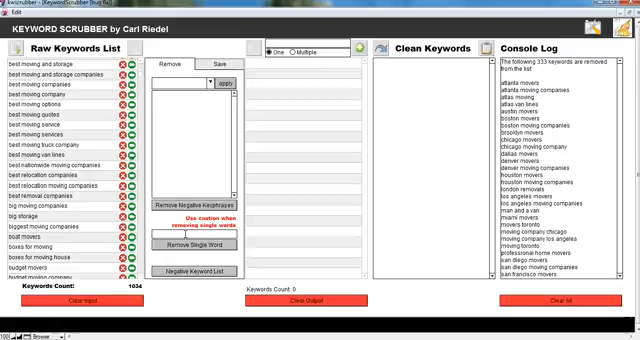 kwscrubber - [KeywordScrubber [bug fix]]
Edit
KEYWORD SCRUBBER by Carl Riedel
Raw Keywords List
One
Multiple
Clean Keywords
Console Log
best moving and storage
best moving and storage companies
best moving companies
best moving company
best moving options
best moving quotes
best moving service
best moving services
best moving truck company
best moving van lines
best nationwide moving companies
best relocation companies
best relocation moving companies
best removal companies
big moving companies
big storage
biggest moving companies
boat movers
boxes for moving
boxes for moving house
budget movers
budget moving company
Keywords Count: 1034
Clear Input
Remove
Save
apply
Remove Negative Keyphrases
Use caution when
removing single words
Remove Single Word
Negative Keyword List
Keywords Count: 0
Clear Output
The following 333 keywords are removed
from the list:
atlanta movers
atlanta moving companies
atlas moving
atlas van lines
austin movers
boston movers
boston moving companies
brooklyn movers
chicago movers
chicago moving company
dallas movers
denver movers
denver moving companies
houston movers
houston moving companies
london removals
los angeles movers
los angeles moving companies
man and a van
miami movers
movers toronto
moving company chicago
moving company los angeles
moving toronto
professional home movers
san diego movers
san diego moving companies
san francisco movers
Clear All
100
Browse